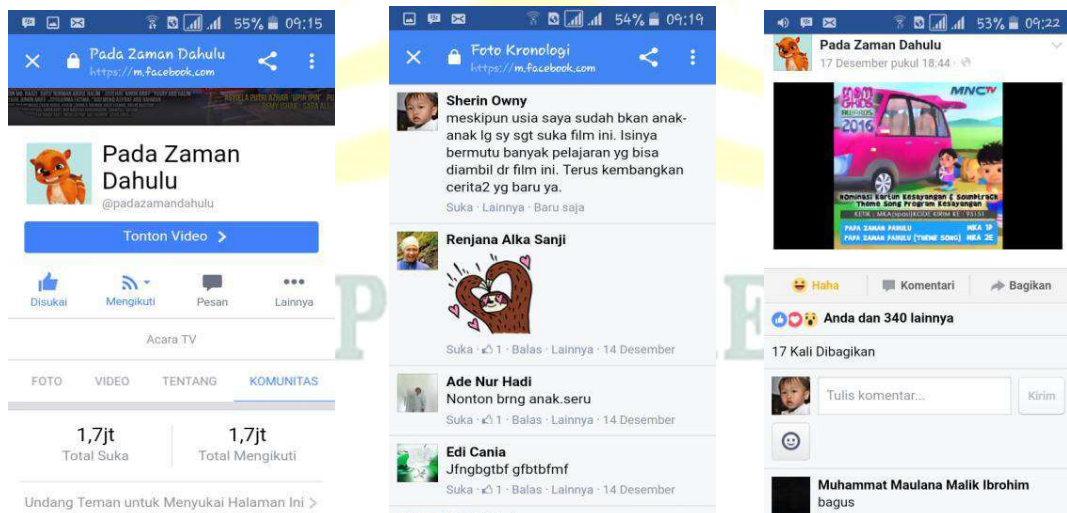 55% 09:15
Pada Zaman Dahulu
https://m.facebook.com
Pada Zaman
Dahulu
@padazamandahulu
Tonton Video >
Disukai
Mengikuti
Pesan
Lainnya
Acara TV
FOTO
VIDEO
TENTANG
KOMUNITAS
1,7jt
Total Suka
1,7jt
Total Mengikuti
Undang Teman untuk Menyukai Halaman Ini >
54% 09:19
Foto Kronologi
https://m.facebook.com
Sherin Owny
meskipun usia saya sudah bkan anak-
anak lg sy sgt suka film ini. Isinya
bermutu banyak pelajaran yg bisa
diambil dr film ini. Terus kembangkan
cerita2 yg baru ya.
Suka · Lainnya · Baru saja
Renjana Alka Sanji
Suka · 1 · Balas · Lainnya · 14 Desember
Ade Nur Hadi
Nonton brng anak.seru
Suka · 1 · Balas · Lainnya · 14 Desember
Edi Cania
Jfngbgtbf gfbtbfmf
Suka · 1 · Balas · Lainnya · 14 Desember
53% 09:22
Pada Zaman Dahulu
17 Desember pukul 18:44
MNCTV
2016
Nominasi Kartun Kesayangan & Soundtrack
Theme Song Program Kesayangan
Haha
Komentari
Bagikan
Anda dan 340 lainnya
17 Kali Dibagikan
Tulis komentar...
Kirim
Muhammat Maulana Malik Ibrohim
bagus